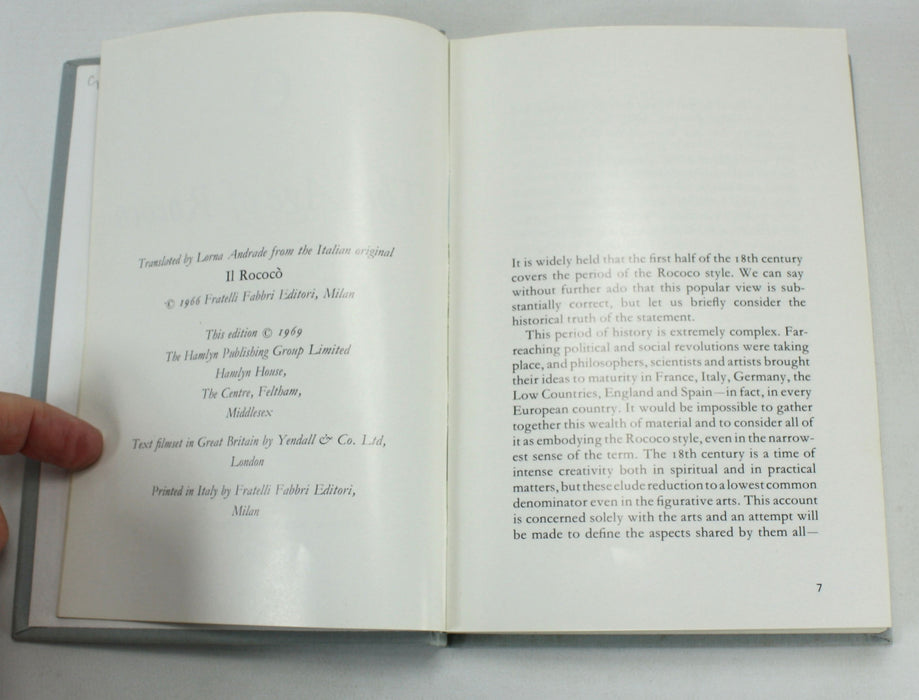 Translated by Lorna Andrade from the Italian original
Il Rococò
© 1966 Fratelli Fabbri Editori, Milan
This edition © 1969
The Hamlyn Publishing Group Limited
Hamlyn House,
The Centre, Feltham,
Middlesex
Text filmset in Great Britain by Yendall & Co. Ltd,
London
Printed in Italy by Fratelli Fabbri Editori,
Milan
It is widely held that the first half of the 18th century
covers the period of the Rococo style. We can say
without further ado that this popular view is sub-
stantially correct, but let us briefly consider the
historical truth of the statement.
This period of history is extremely complex. Far-
reaching political and social revolutions were taking
place, and philosophers, scientists and artists brought
their ideas to maturity in France, Italy, Germany, the
Low Countries, England and Spain—in fact, in every
European country. It would be impossible to gather
together this wealth of material and to consider all of
it as embodying the Rococo style, even in the narrow-
est sense of the term. The 18th century is a time of
intense creativity both in spiritual and in practical
matters, but these elude reduction to a lowest common
denominator even in the figurative arts. This account
is concerned solely with the arts and an attempt will
be made to define the aspects shared by them all—
7